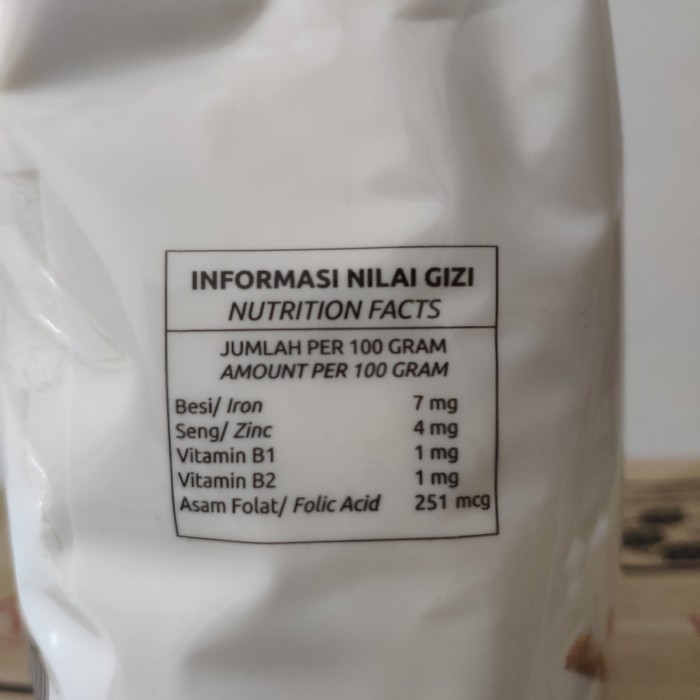 INFORMASI NILAI GIZI
NUTRITION FACTS
JUMLAH PER 100 GRAM
AMOUNT PER 100 GRAM
Besi/ Iron 7 mg
Seng/ Zinc 4 mg
Vitamin B1 1 mg
Vitamin B2 1 mg
Asam Folat/ Folic Acid 251 mcg